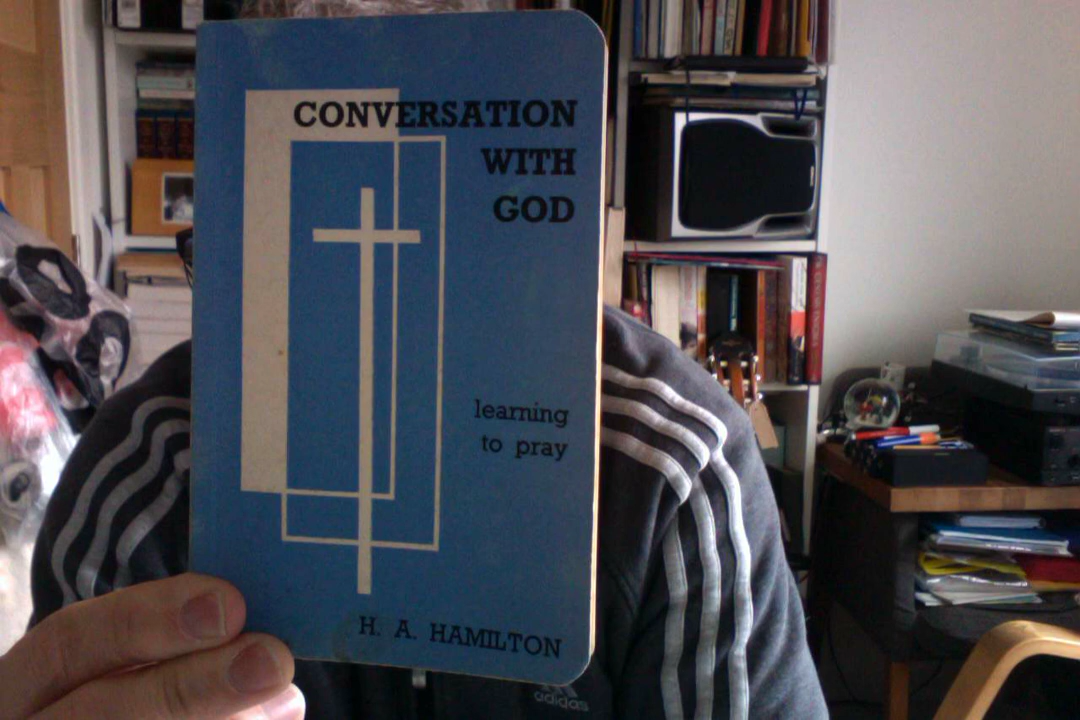 CONVERSATION
WITH
GOD
learning
to pray
H. A. HAMILTON
adidas